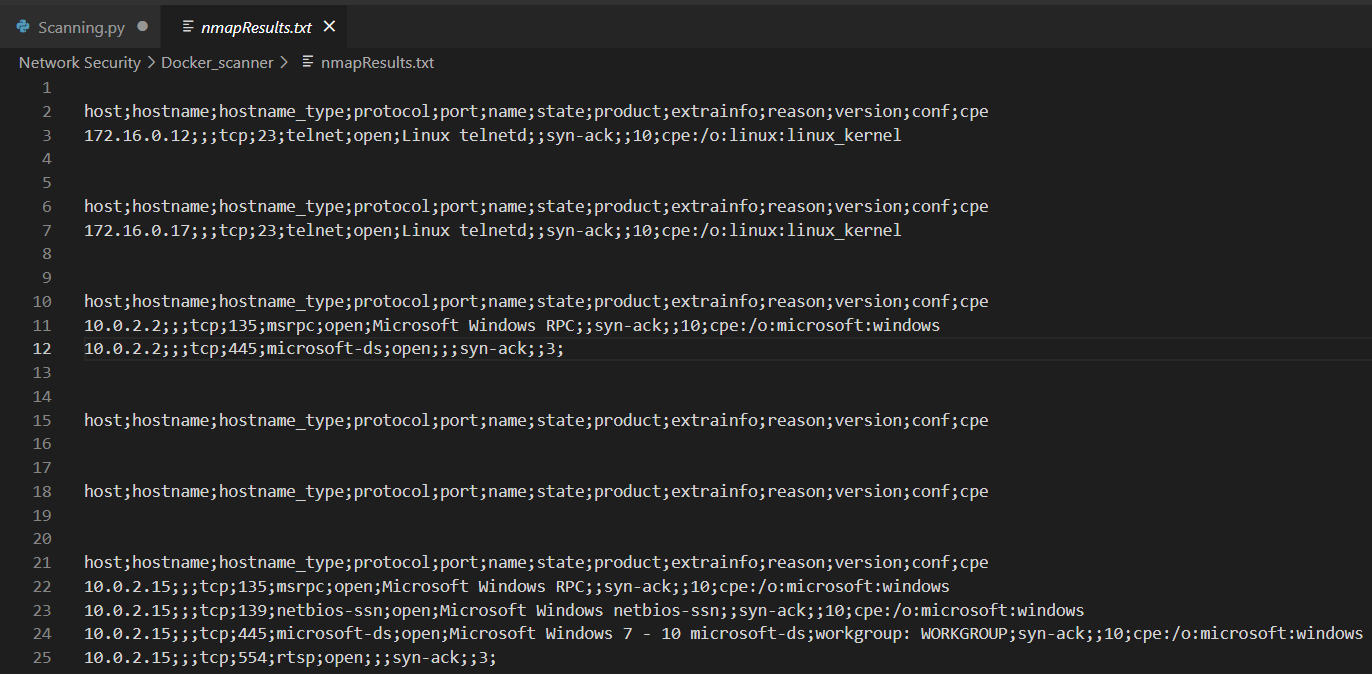 Scanning.py
nmapResults.txt
Network Security > Docker_scanner > nmapResults.txt
1
2 host;hostname;hostname_type;protocol;port;name;state;product;extrainfo;reason;version;conf;cpe
3 172.16.0.12;;;tcp;23;telnet;open;Linux telnetd;;syn-ack;;10;cpe:/o:linux:linux_kernel
4
5
6 host;hostname;hostname_type;protocol;port;name;state;product;extrainfo;reason;version;conf;cpe
7 172.16.0.17;;;tcp;23;telnet;open;Linux telnetd;;syn-ack;;10;cpe:/o:linux:linux_kernel
8
9
10 host;hostname;hostname_type;protocol;port;name;state;product;extrainfo;reason;version;conf;cpe
11 10.0.2.2;;;tcp;135;msrpc;open;Microsoft Windows RPC;;syn-ack;;10;cpe:/o:microsoft:windows
12 10.0.2.2;;;tcp;445;microsoft-ds;open;;;syn-ack;;3;
13
14
15 host;hostname;hostname_type;protocol;port;name;state;product;extrainfo;reason;version;conf;cpe
16
17
18 host;hostname;hostname_type;protocol;port;name;state;product;extrainfo;reason;version;conf;cpe
19
20
21 host;hostname;hostname_type;protocol;port;name;state;product;extrainfo;reason;version;conf;cpe
22 10.0.2.15;;;tcp;135;msrpc;open;Microsoft Windows RPC;;syn-ack;;10;cpe:/o:microsoft:windows
23 10.0.2.15;;;tcp;139;netbios-ssn;open;Microsoft Windows netbios-ssn;;syn-ack;;10;cpe:/o:microsoft:windows
24 10.0.2.15;;;tcp;445;microsoft-ds;open;Microsoft Windows 7 - 10 microsoft-ds;workgroup: WORKGROUP;syn-ack;;10;cpe:/o:microsoft:windows
25 10.0.2.15;;;tcp;554;rtsp;open;;;syn-ack;;3;